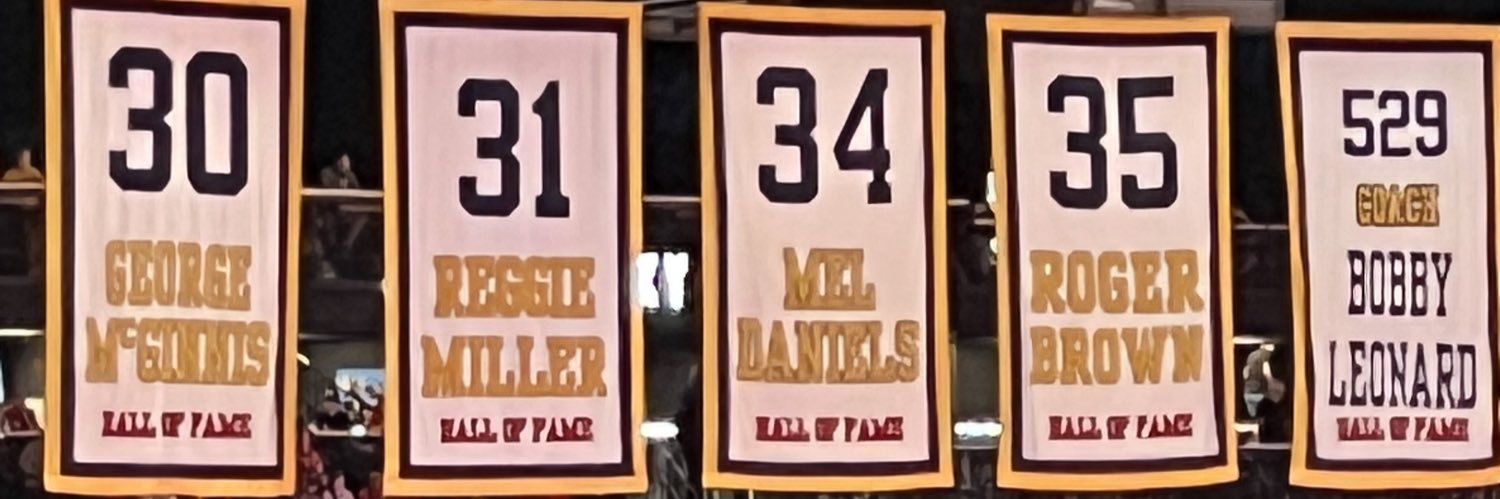 30
GEORGE
McGINNIS
HALL OF FAME
31
REGGIE
MILLER
HALL OF FAME
34
MEL
DANIELS
HALL OF FAME
35
ROGER
BROWN
HALL OF FAME
529
COACH
BOBBY
LEONARD
HALL OF FAME